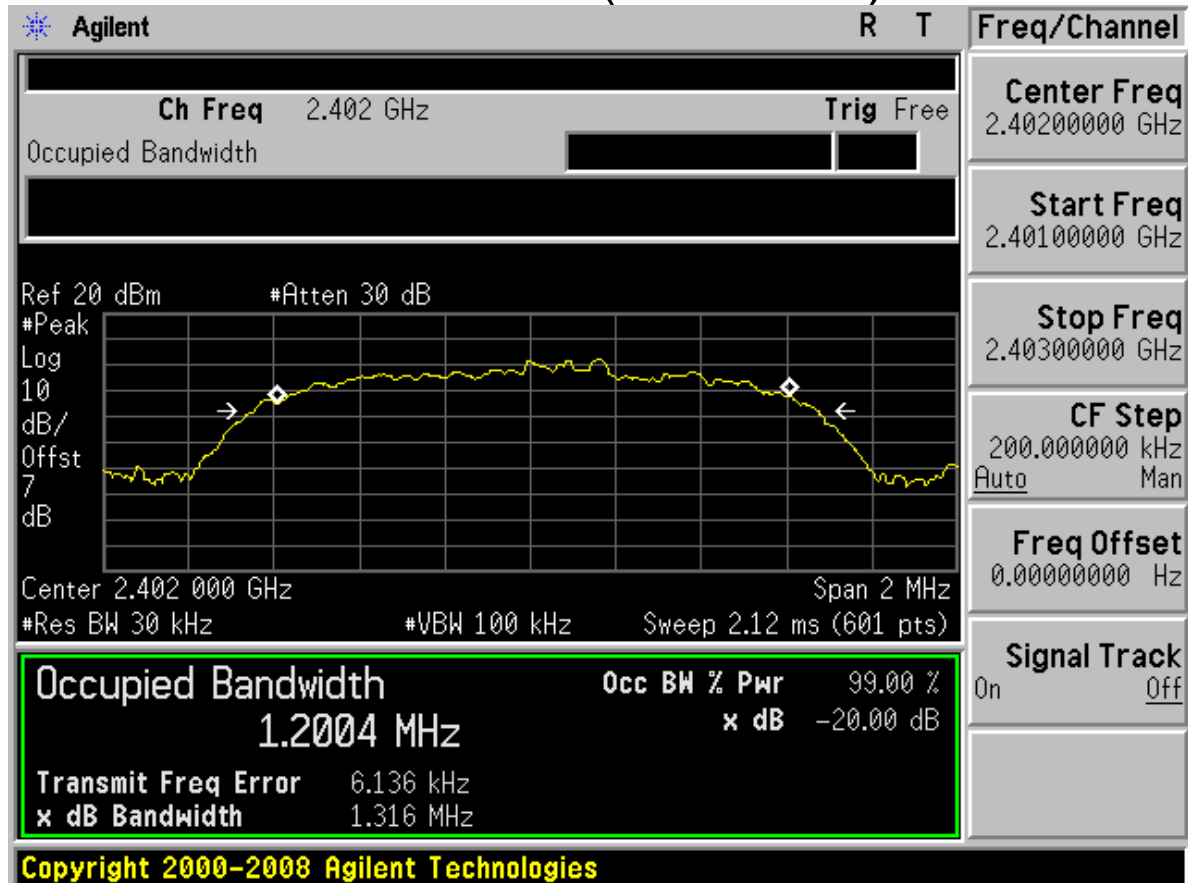 Agilent R T Freq/Channel
Ch Freq 2.402 GHz Trig Free
Occupied Bandwidth
Center Freq
2.40200000 GHz
Start Freq
2.40100000 GHz
Stop Freq
2.40300000 GHz
CF Step
200.000000 kHz
Auto Man
Freq Offset
0.00000000 Hz
Signal Track
On Off
Ref 20 dBm #Atten 30 dB
#Peak
Log
10
dB/
Offst
7
dB
Center 2.402 000 GHz Span 2 MHz
#Res BW 30 kHz #VBW 100 kHz Sweep 2.12 ms (601 pts)
Occupied Bandwidth Occ BW % Pwr 99.00 %
1.2004 MHz x dB -20.00 dB
Transmit Freq Error 6.136 kHz
x dB Bandwidth 1.316 MHz
Copyright 2000-2008 Agilent Technologies